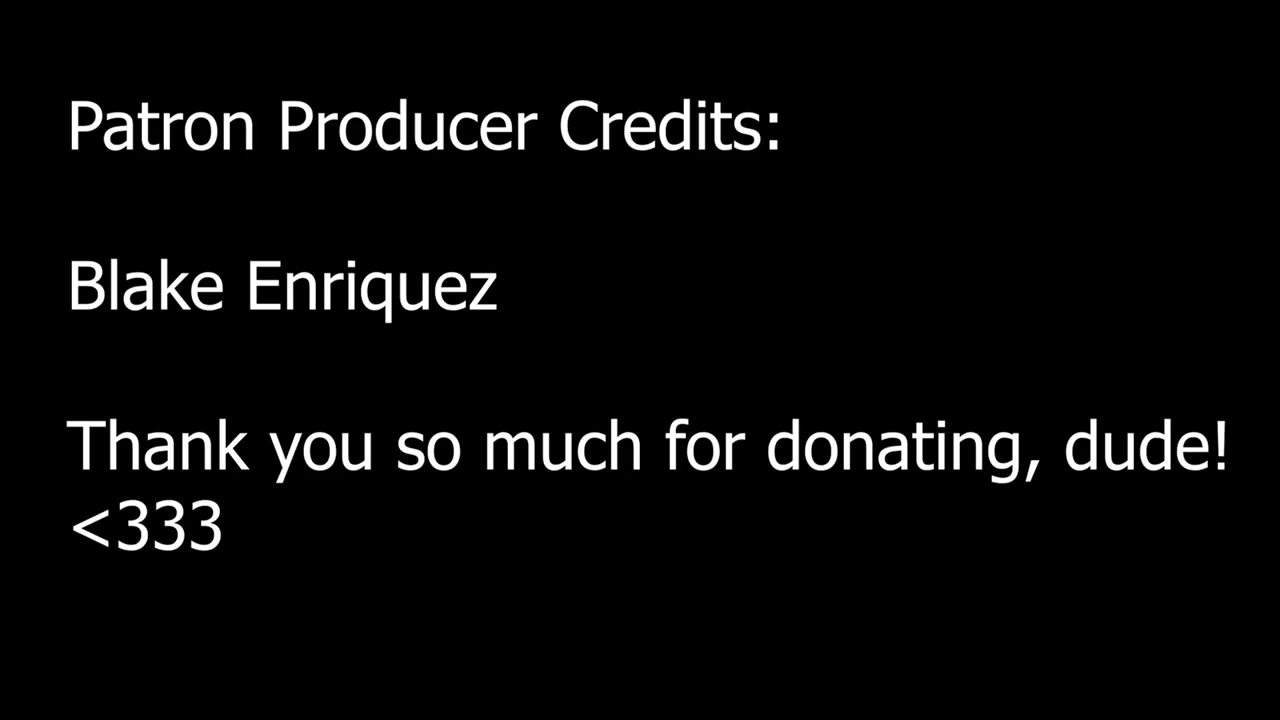 Patron Producer Credits:
Blake Enriquez
Thank you so much for donating, dude!
<333